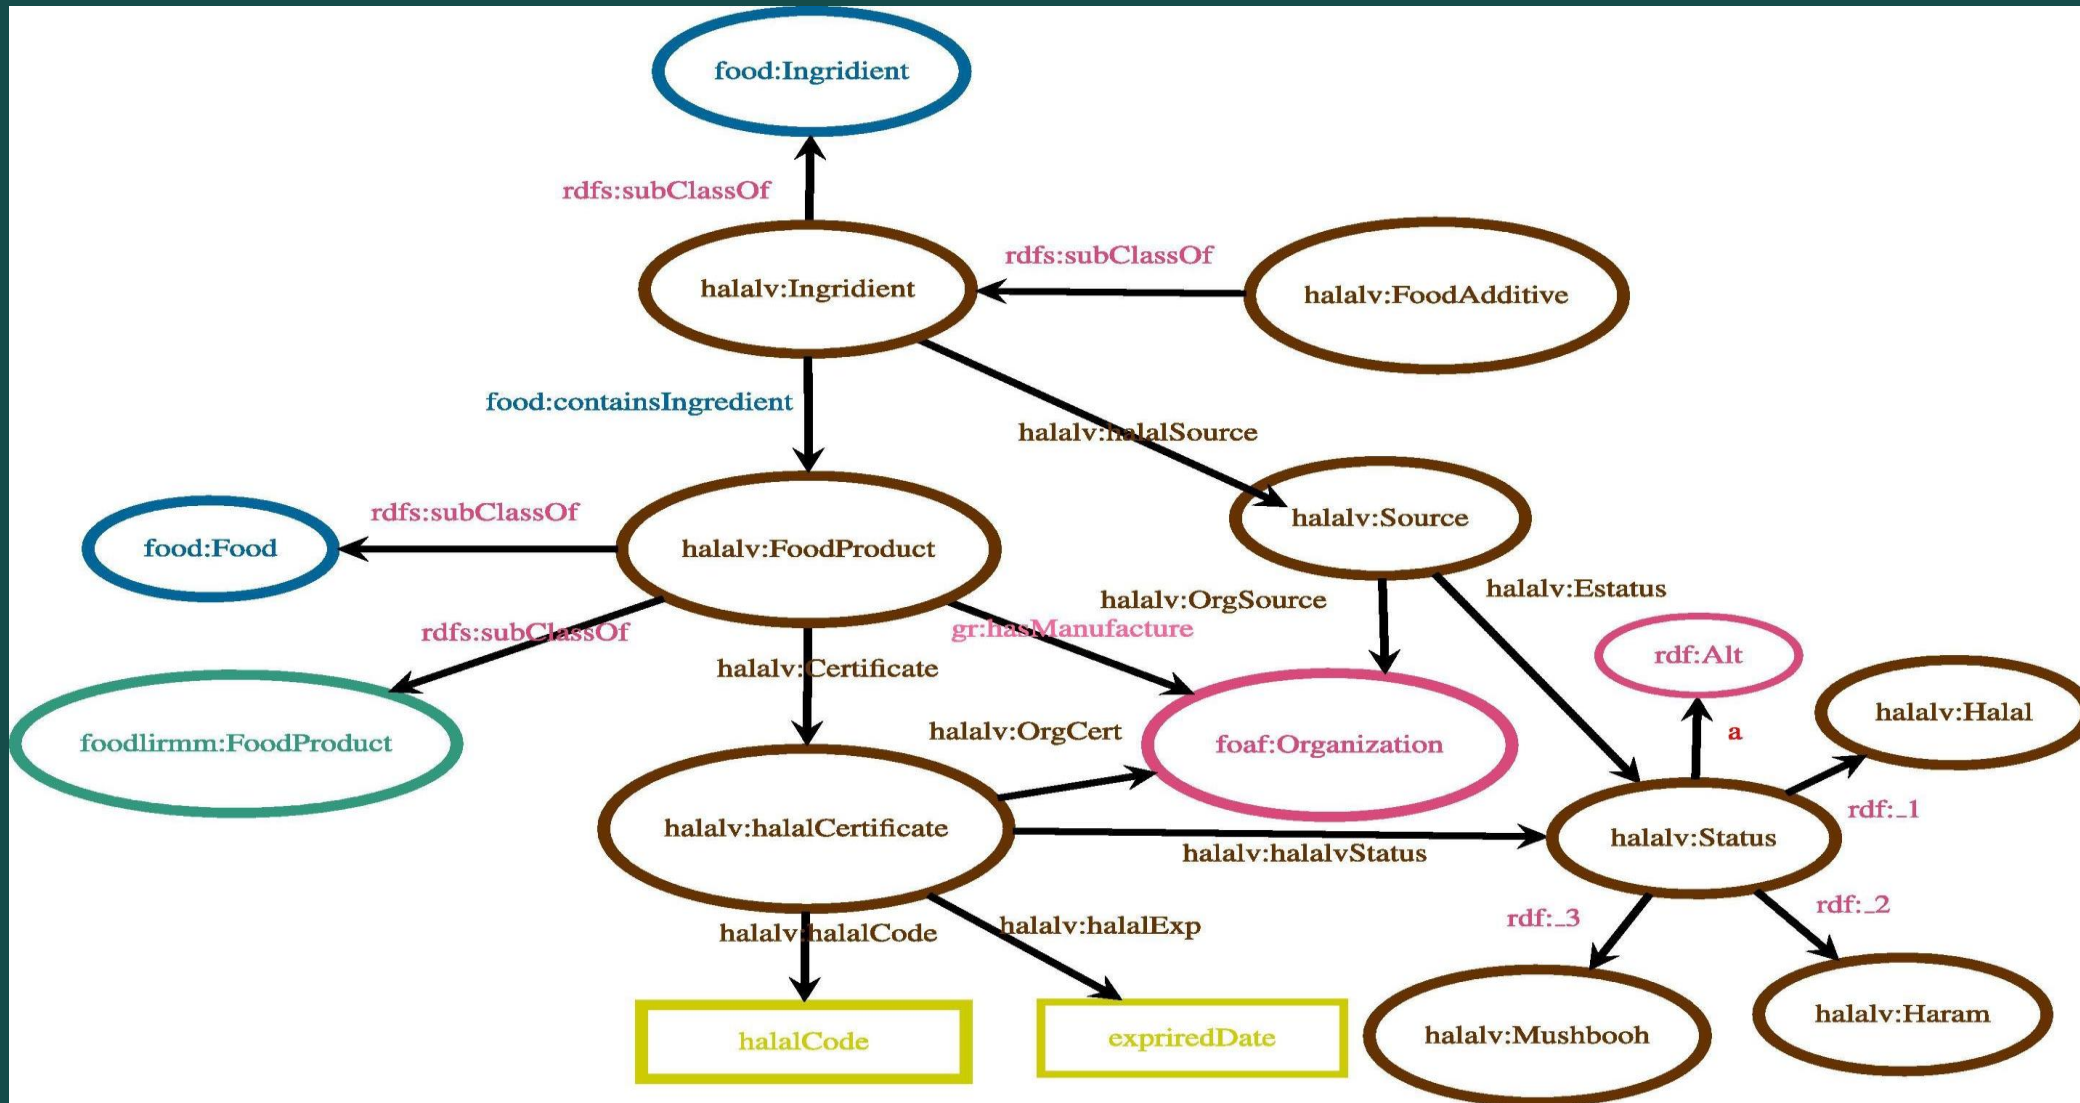 food:Ingridient
rdfs:subClassOf
rdfs:subClassOf
halalv:Ingridient
halalv:FoodAdditive
food:containsIngredient
halalv:halalSource
rdfs:subClassOf
halalv:Source
food:Food
halalv:FoodProduct
halalv:Estatus
halalv:OrgSource
rdfs:subClassOf
gr:hasManufacture
rdf:Alt
halalv:Certificate
halalv:Halal
halalv:OrgCert
a
foodlirmm:FoodProduct
foaf:Organization
rdf:_1
halalv:halalCertificate
halalv:Status
halalv:halalvStatus
rdf:_2
rdf:_3
halalv:halalExp
halalv:halalCode
halalv:Haram
halalv:Mushbooh
expriredDate
halalCode